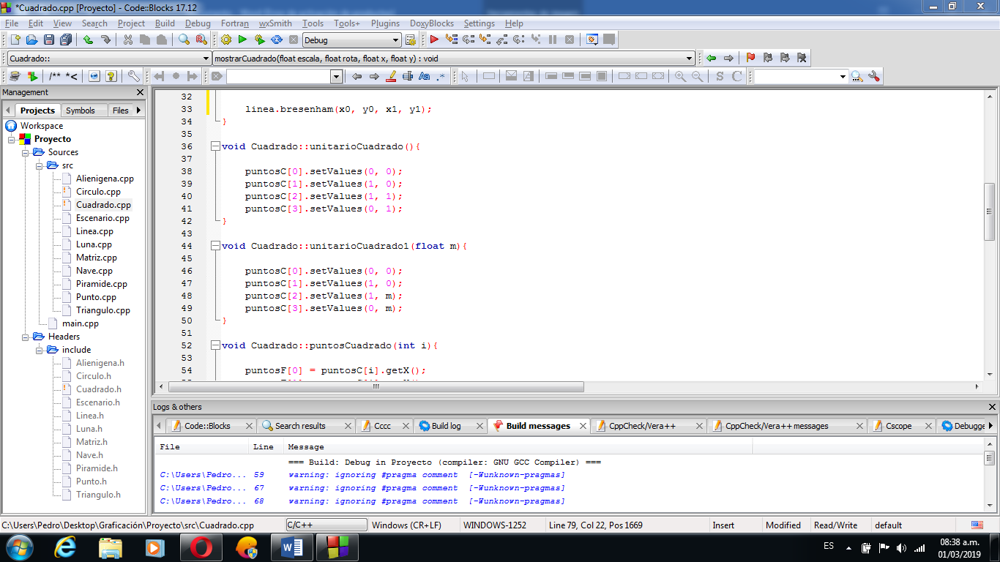 *Cuadrado.cpp [Proyecto] - Code::Blocks 17.12
File Edit View Search Project Build Debug Fortran wxSmith Tools Tools+ Plugins DoxyBlocks Settings Help
Debug
Cuadrado:: mostrarCuadrado(float escala, float rota, float x, float y) : void
/** *< 
Aa .* S C
Management
Projects Symbols Files
Workspace
Proyecto
Sources
src
Alienigena.cpp
Circulo.cpp
Cuadrado.cpp
Escenario.cpp
Linea.cpp
Luna.cpp
Matriz.cpp
Nave.cpp
Piramide.cpp
Punto.cpp
Triangulo.cpp
main.cpp
Headers
include
Alienigena.h
Circulo.h
Cuadrado.h
Escenario.h
Linea.h
Luna.h
Matriz.h
Nave.h
Piramide.h
Punto.h
Triangulo.h
32
33 linea.bresenham(x0, y0, x1, y1);
34 }
35
36 void Cuadrado::unitarioCuadrado(){
37
38 puntosC[0].setValues(0, 0);
39 puntosC[1].setValues(1, 0);
40 puntosC[2].setValues(1, 1);
41 puntosC[3].setValues(0, 1);
42 }
43
44 void Cuadrado::unitarioCuadrado1(float m){
45
46 puntosC[0].setValues(0, 0);
47 puntosC[1].setValues(1, 0);
48 puntosC[2].setValues(1, m);
49 puntosC[3].setValues(0, m);
50 }
51
52 void Cuadrado::puntosCuadrado(int i){
53
54 puntosF[0] = puntosC[i].getX();
Logs & others
Code::Blocks Search results Cccc Build log Build messages CppCheck/Vera++ CppCheck/Vera++ messages Cscope Debugge
File Line Message
=== Build: Debug in Proyecto (compiler: GNU GCC Compiler) ===
C:\Users\Pedro... 59 warning: ignoring #pragma comment [-Wunknown-pragmas]
C:\Users\Pedro... 67 warning: ignoring #pragma comment [-Wunknown-pragmas]
C:\Users\Pedro... 68 warning: ignoring #pragma comment [-Wunknown-pragmas]
C:\Users\Pedro\Desktop\Graficación\Proyecto\src\Cuadrado.cpp C/C++ Windows (CR+LF) WINDOWS-1252 Line 79, Col 22, Pos 1669 Insert Modified Read/Write default
ES 08:38 a.m.
01/03/2019